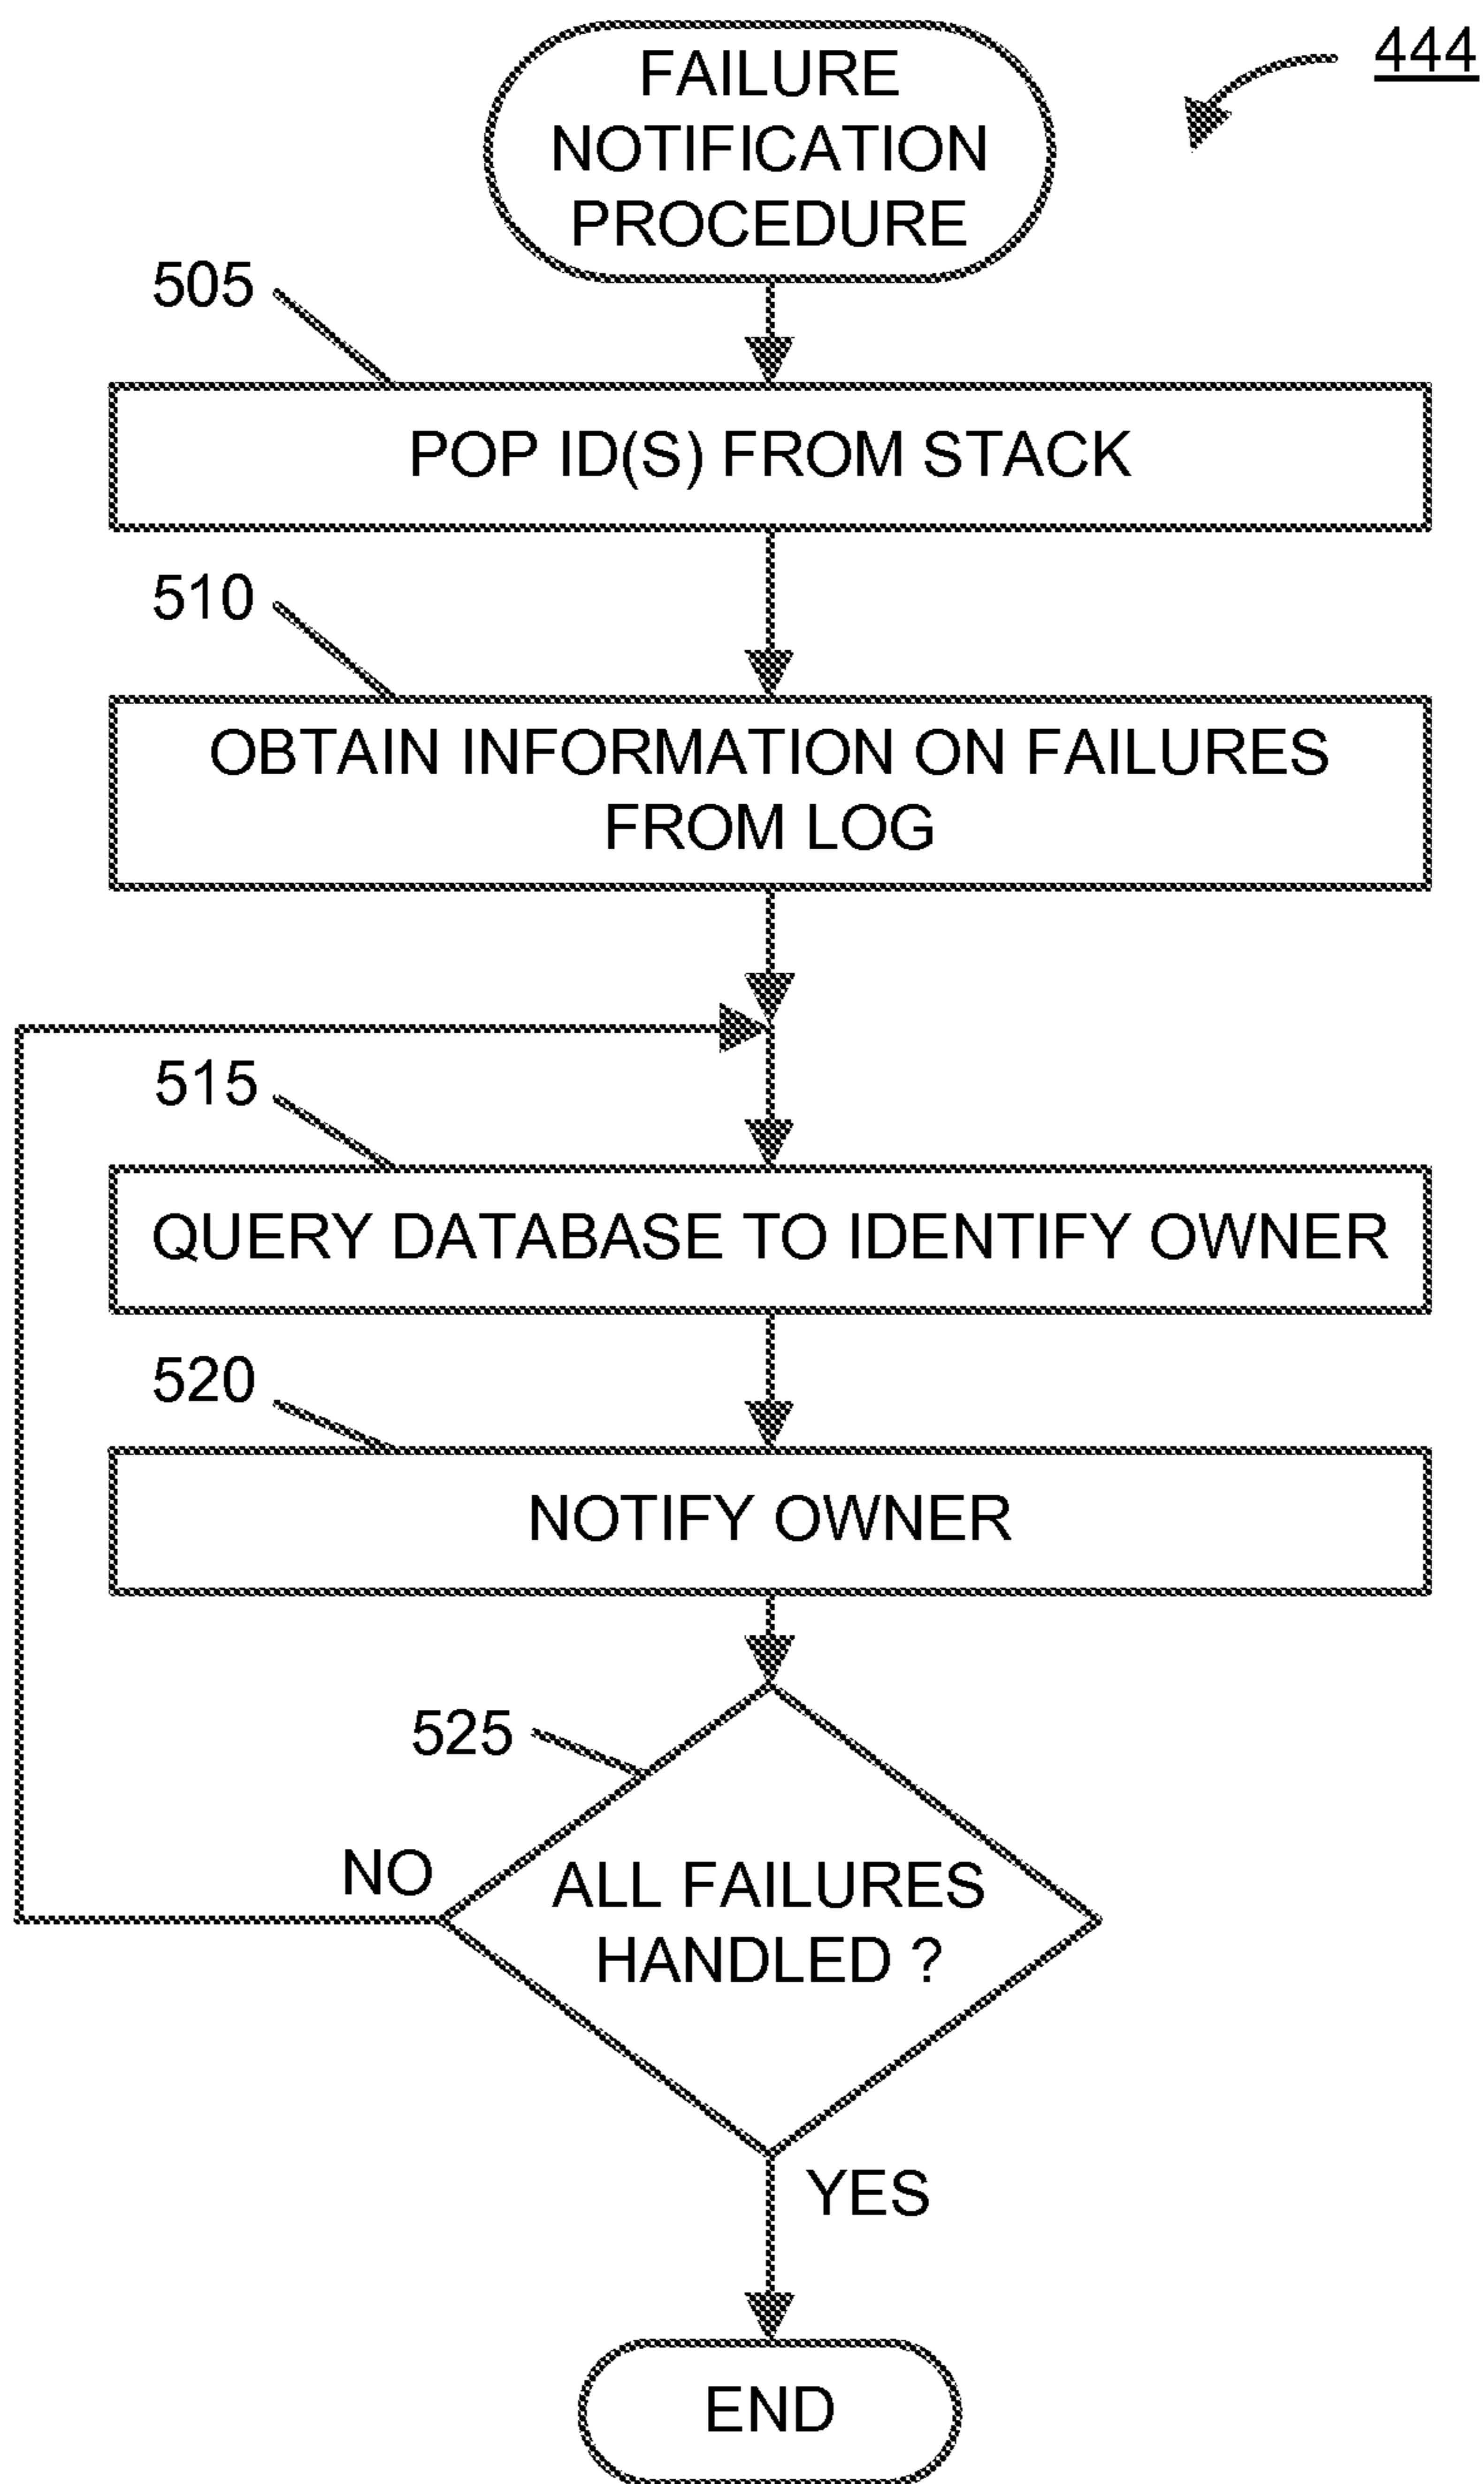 444
FAILURE
NOTIFICATION
PROCEDURE
505
POP ID(S) FROM STACK
510
OBTAIN INFORMATION ON FAILURES
FROM LOG
515
QUERY DATABASE TO IDENTIFY OWNER
520
NOTIFY OWNER
525
NO
ALL FAILURES
HANDLED ?
YES
END